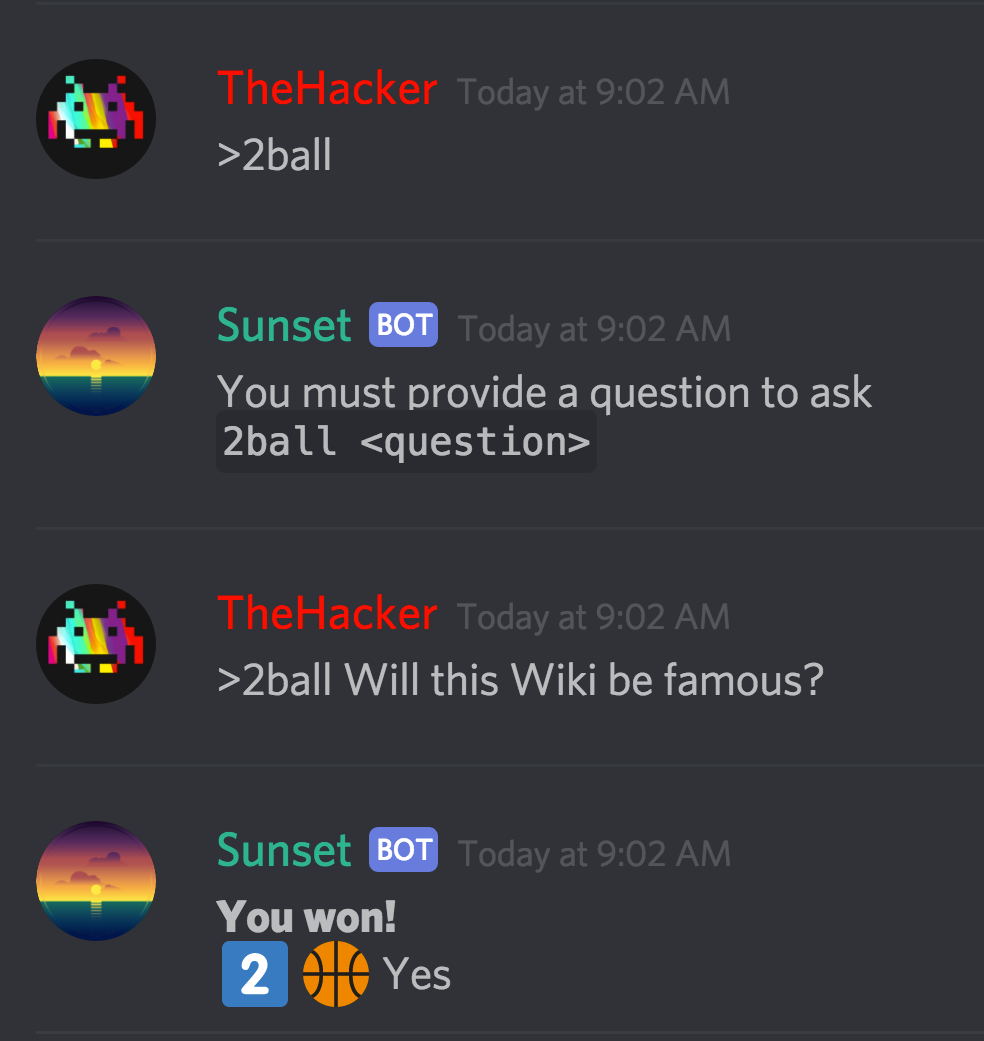 TheHacker Today at 9:02 AM
>2ball
Sunset BOT Today at 9:02 AM
You must provide a question to ask
2ball <question>
TheHacker Today at 9:02 AM
>2ball Will this Wiki be famous?
Sunset BOT Today at 9:02 AM
You won!
2 Yes